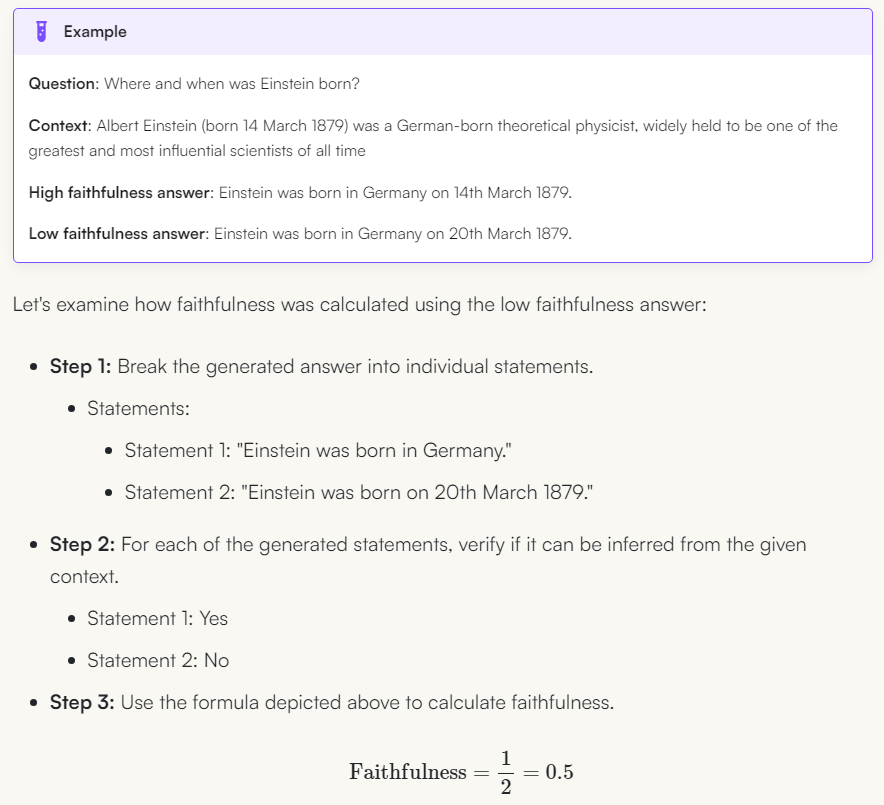 Example
Question: Where and when was Einstein born?
Context: Albert Einstein (born 14 March 1879) was a German-born theoretical physicist, widely held to be one of the
greatest and most influential scientists of all time
High faithfulness answer: Einstein was born in Germany on 14th March 1879.
Low faithfulness answer: Einstein was born in Germany on 20th March 1879.
Let's examine how faithfulness was calculated using the low faithfulness answer:
• Step 1: Break the generated answer into individual statements.
• Statements:
• Statement 1: "Einstein was born in Germany."
• Statement 2: "Einstein was born on 20th March 1879."
• Step 2: For each of the generated statements, verify if it can be inferred from the given
context.
• Statement 1: Yes
• Statement 2: No
• Step 3: Use the formula depicted above to calculate faithfulness.
Faithfulness = 1/2 = 0.5